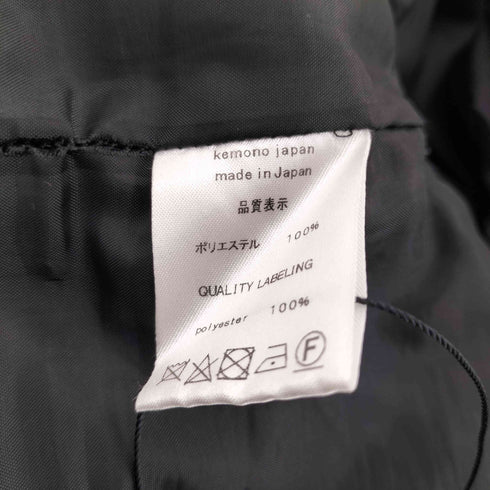 kemono japan
made in Japan
品質表示
ポリエステル 100%
QUALITY LABELING
polyester 100%
F